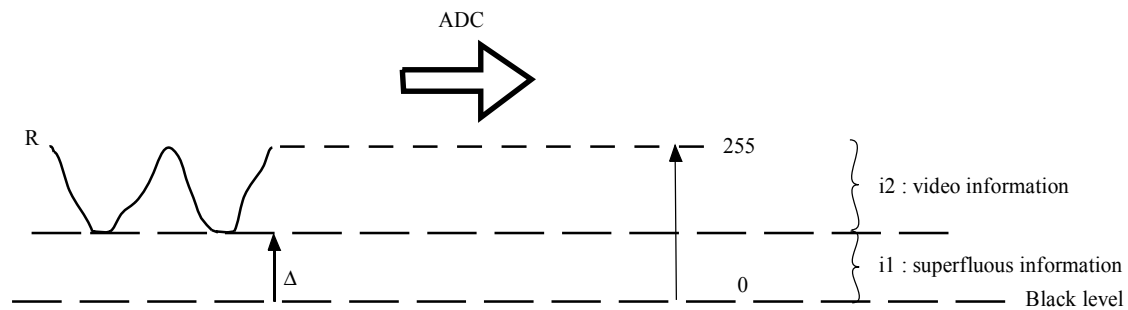 ADC
R
255
i2 : video information
Δ
0
i1 : superfluous information
Black level